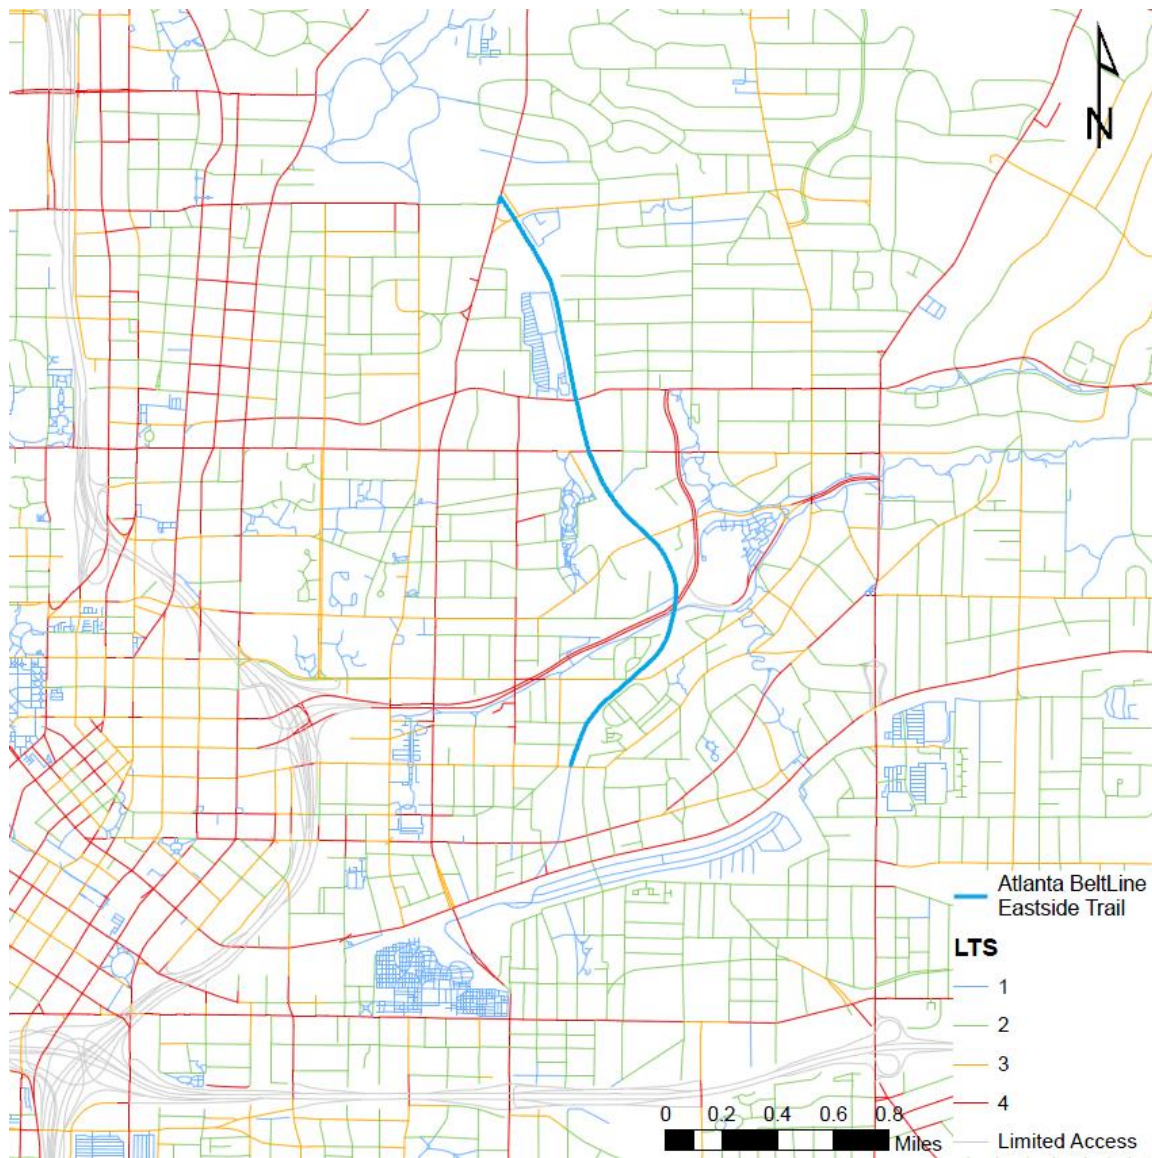 N
Atlanta BeltLine
Eastside Trail
LTS
1
2
3
4
Limited Access
0 0.2 0.4 0.6 0.8
Miles